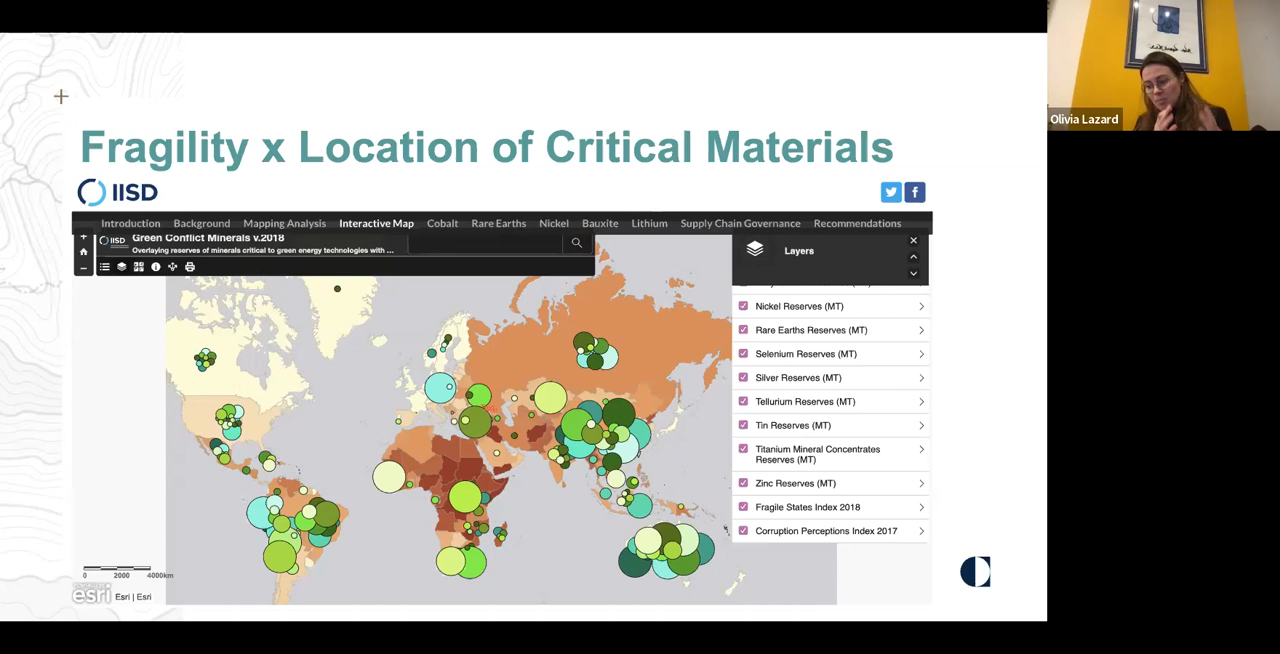 Fragility x Location of Critical Materials
IISD
Introduction Background Mapping Analysis Interactive Map Cobalt Rare Earths Nickel Bauxite Lithium Supply Chain Governance Recommendations
IISD Green Conflict Minerals v.2018
Overlaying reserves of minerals critical to green energy technologies with ...
Layers
Nickel Reserves (MT)
Rare Earths Reserves (MT)
Selenium Reserves (MT)
Silver Reserves (MT)
Tellurium Reserves (MT)
Tin Reserves (MT)
Titanium Mineral Concentrates
Reserves (MT)
Zinc Reserves (MT)
Fragile States Index 2018
Corruption Perceptions Index 2017
0 2000 4000km
esri Esri | Esri
Olivia Lazard